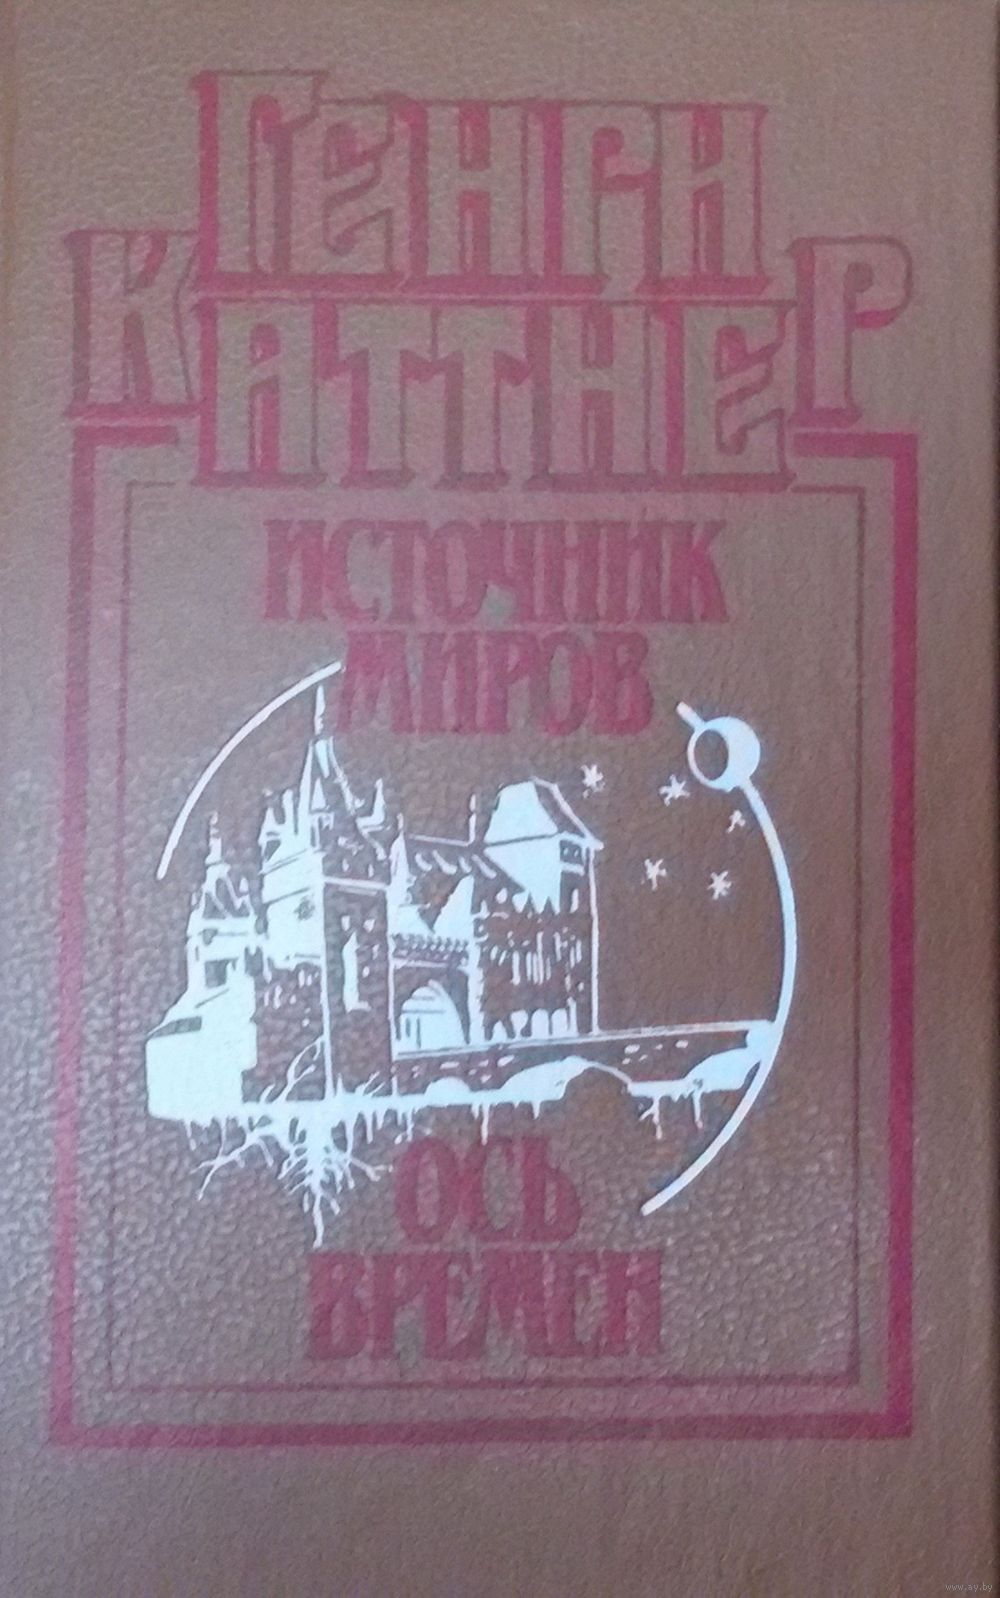 ГЕНРИ
КАТТНЕР
ИСТОЧНИК
МИРОВ
ОСЬ
ВРЕМЕН
www.ay.by